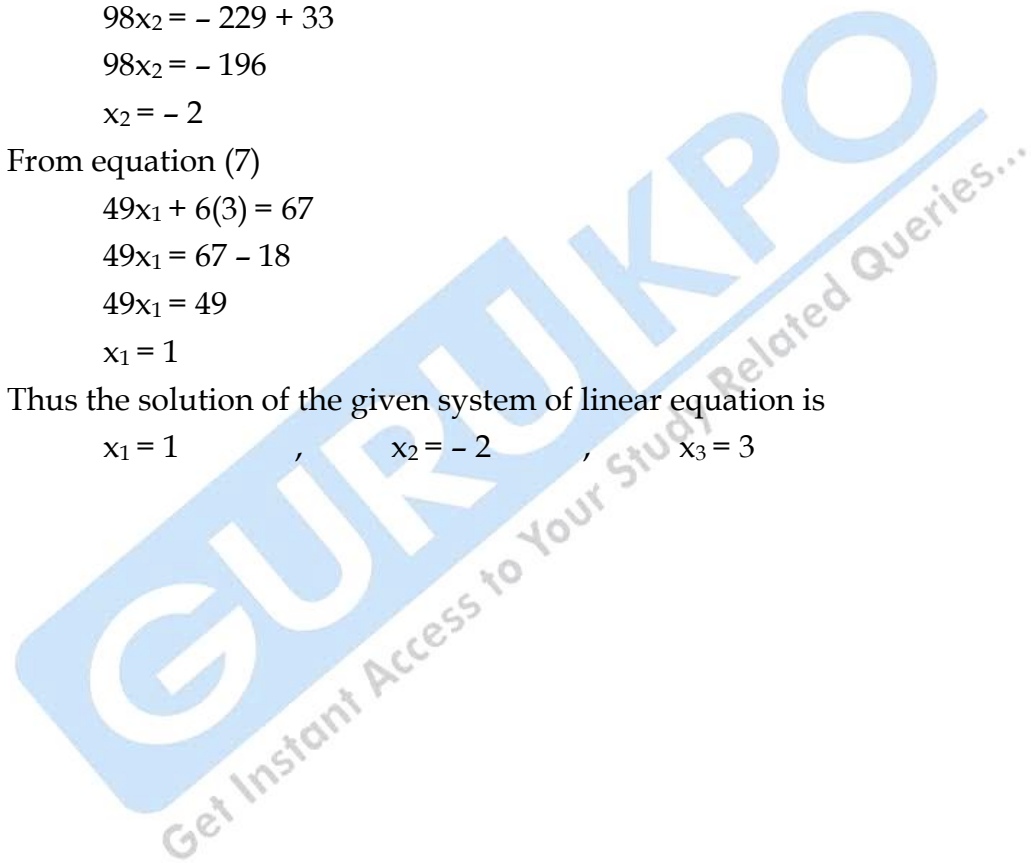 98x₂ = – 229 + 33
98x₂ = – 196
x₂ = – 2
From equation (7)
49x₁ + 6(3) = 67
49x₁ = 67 – 18
49x₁ = 49
x₁ = 1
Thus the solution of the given system of linear equation is
x₁ = 1 , x₂ = – 2 , x₃ = 3
GURUKPO
Get Instant Access to Your Study Related Queries...